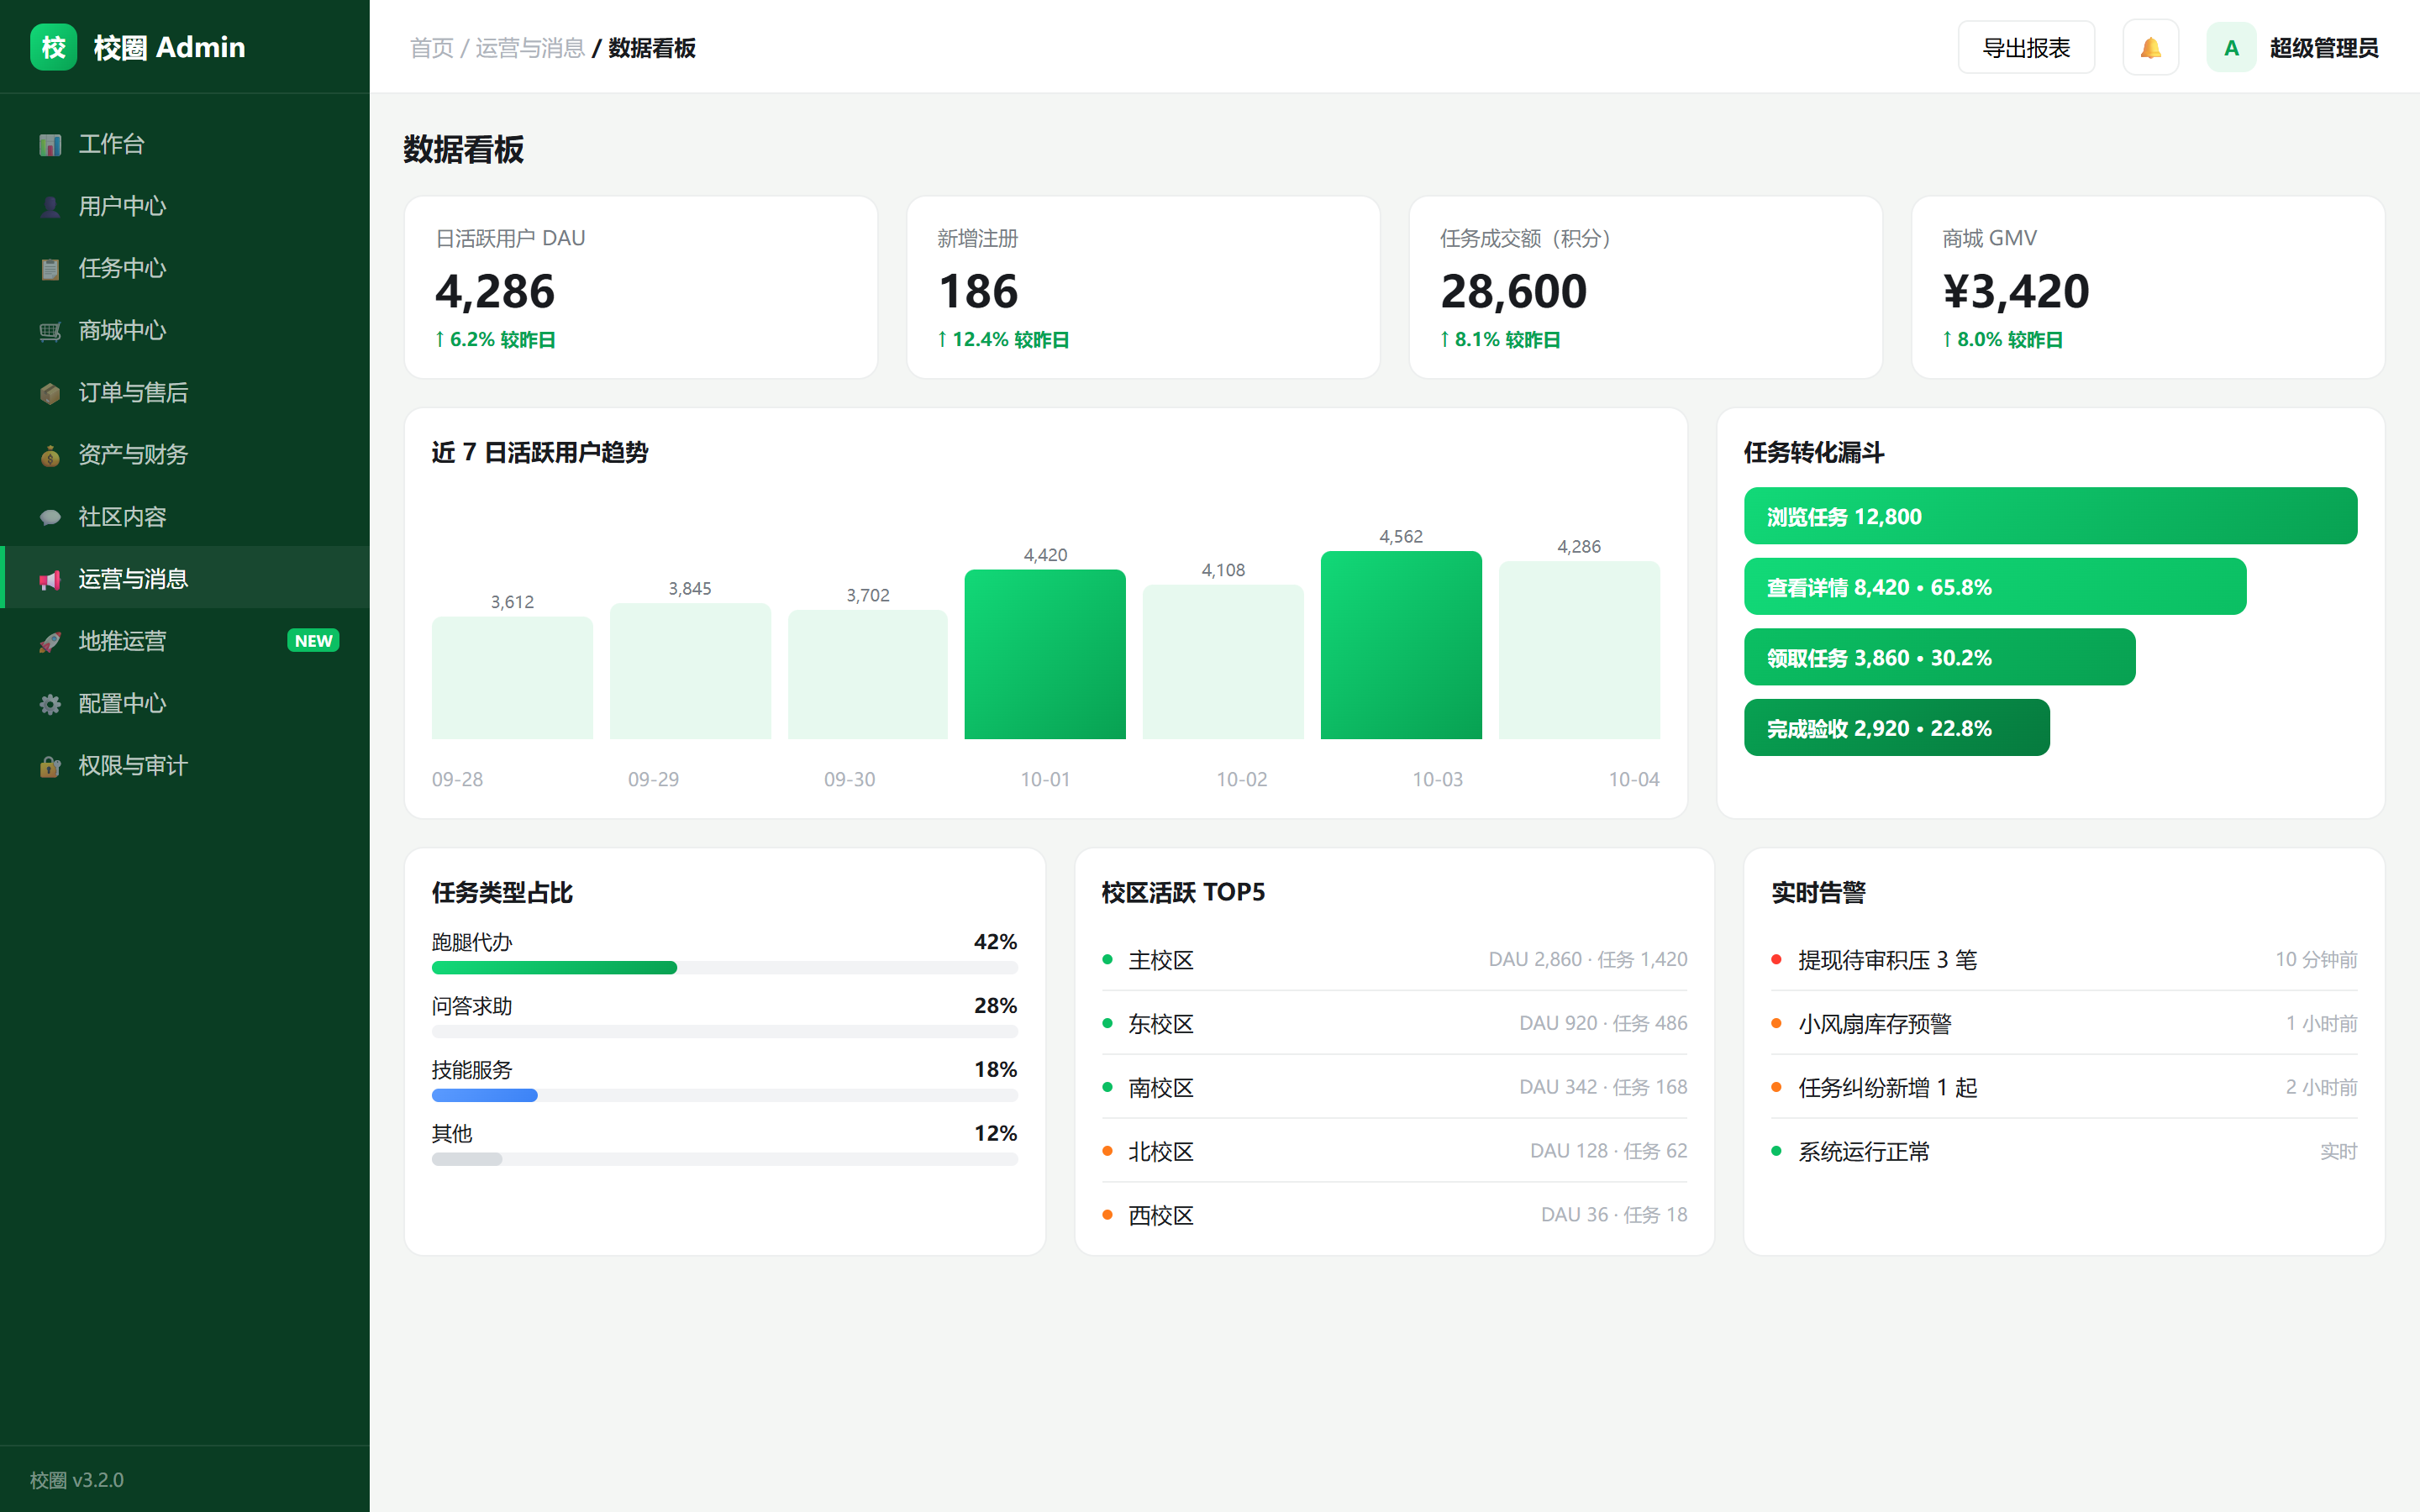 校 校圈 Admin
工作台
用户中心
任务中心
商城中心
订单与售后
资产与财务
社区内容
运营与消息
地推运营 NEW
配置中心
权限与审计
校圈 v3.2.0
首页 / 运营与消息 / 数据看板
导出报表
A 超级管理员
数据看板
日活跃用户 DAU
4,286
↑ 6.2% 较昨日
新增注册
186
↑ 12.4% 较昨日
任务成交额（积分）
28,600
↑ 8.1% 较昨日
商城 GMV
¥3,420
↑ 8.0% 较昨日
近 7 日活跃用户趋势
3,612 3,845 3,702 4,420 4,108 4,562 4,286
09-28 09-29 09-30 10-01 10-02 10-03 10-04
任务转化漏斗
浏览任务 12,800
查看详情 8,420 • 65.8%
领取任务 3,860 • 30.2%
完成验收 2,920 • 22.8%
任务类型占比
跑腿代办 42%
问答求助 28%
技能服务 18%
其他 12%
校区活跃 TOP5
主校区 DAU 2,860 · 任务 1,420
东校区 DAU 920 · 任务 486
南校区 DAU 342 · 任务 168
北校区 DAU 128 · 任务 62
西校区 DAU 36 · 任务 18
实时告警
提现待审积压 3 笔 10 分钟前
小风扇库存预警 1 小时前
任务纠纷新增 1 起 2 小时前
系统运行正常 实时